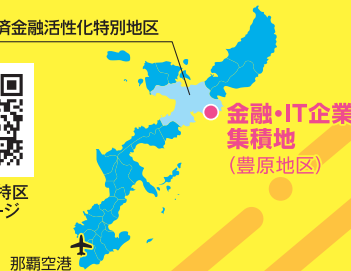 済金融活性化特別地区
金融・IT企業
集積地
（豊原地区）
特区
ージ
那覇空港